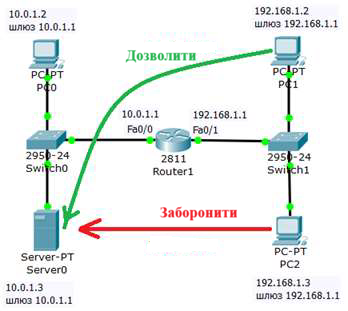 10.0.1.2
шлюз 10.0.1.1
PC-PT
PC0
Дозволити
192.168.1.2
шлюз 192.168.1.1
PC-PT
PC1
10.0.1.1
Fa0/0
192.168.1.1
Fa0/1
2950-24
Switch0
2811
Router1
2950-24
Switch1
Заборонити
Server-PT
Server0
PC-PT
PC2
10.0.1.3
шлюз 10.0.1.1
192.168.1.3
шлюз 192.168.1.1